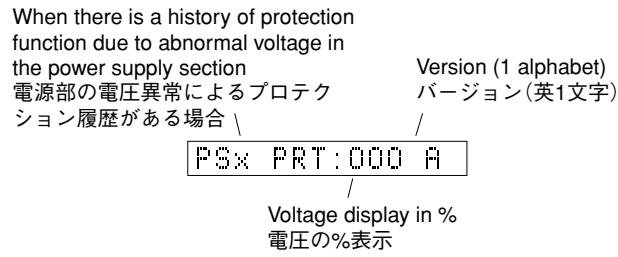 When there is a history of protection
function due to abnormal voltage in
the power supply section
電源部の電圧異常によるプロテク
ション履歴がある場合
Version (1 alphabet)
バージョン（英1文字）
PSx PRT:000 A
Voltage display in %
電圧の%表示